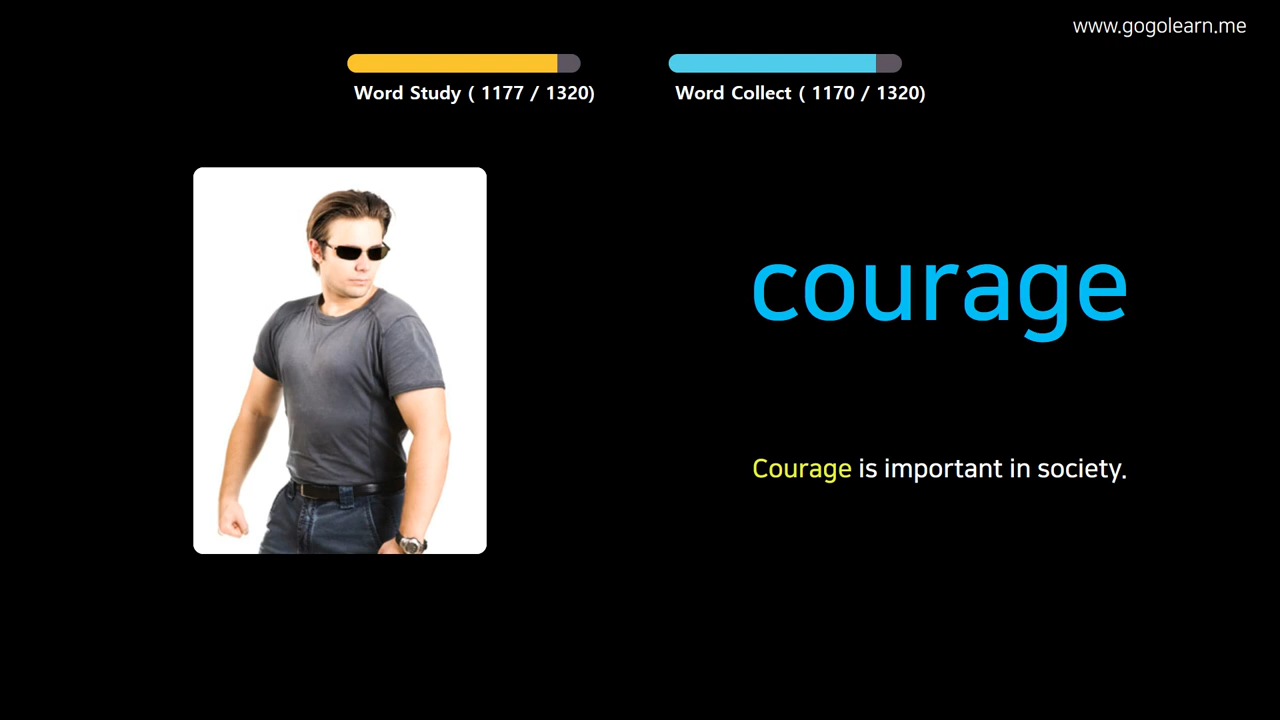 www.gogolearn.me
Word Study ( 1177 / 1320)
Word Collect ( 1170 / 1320)
courage
Courage is important in society.